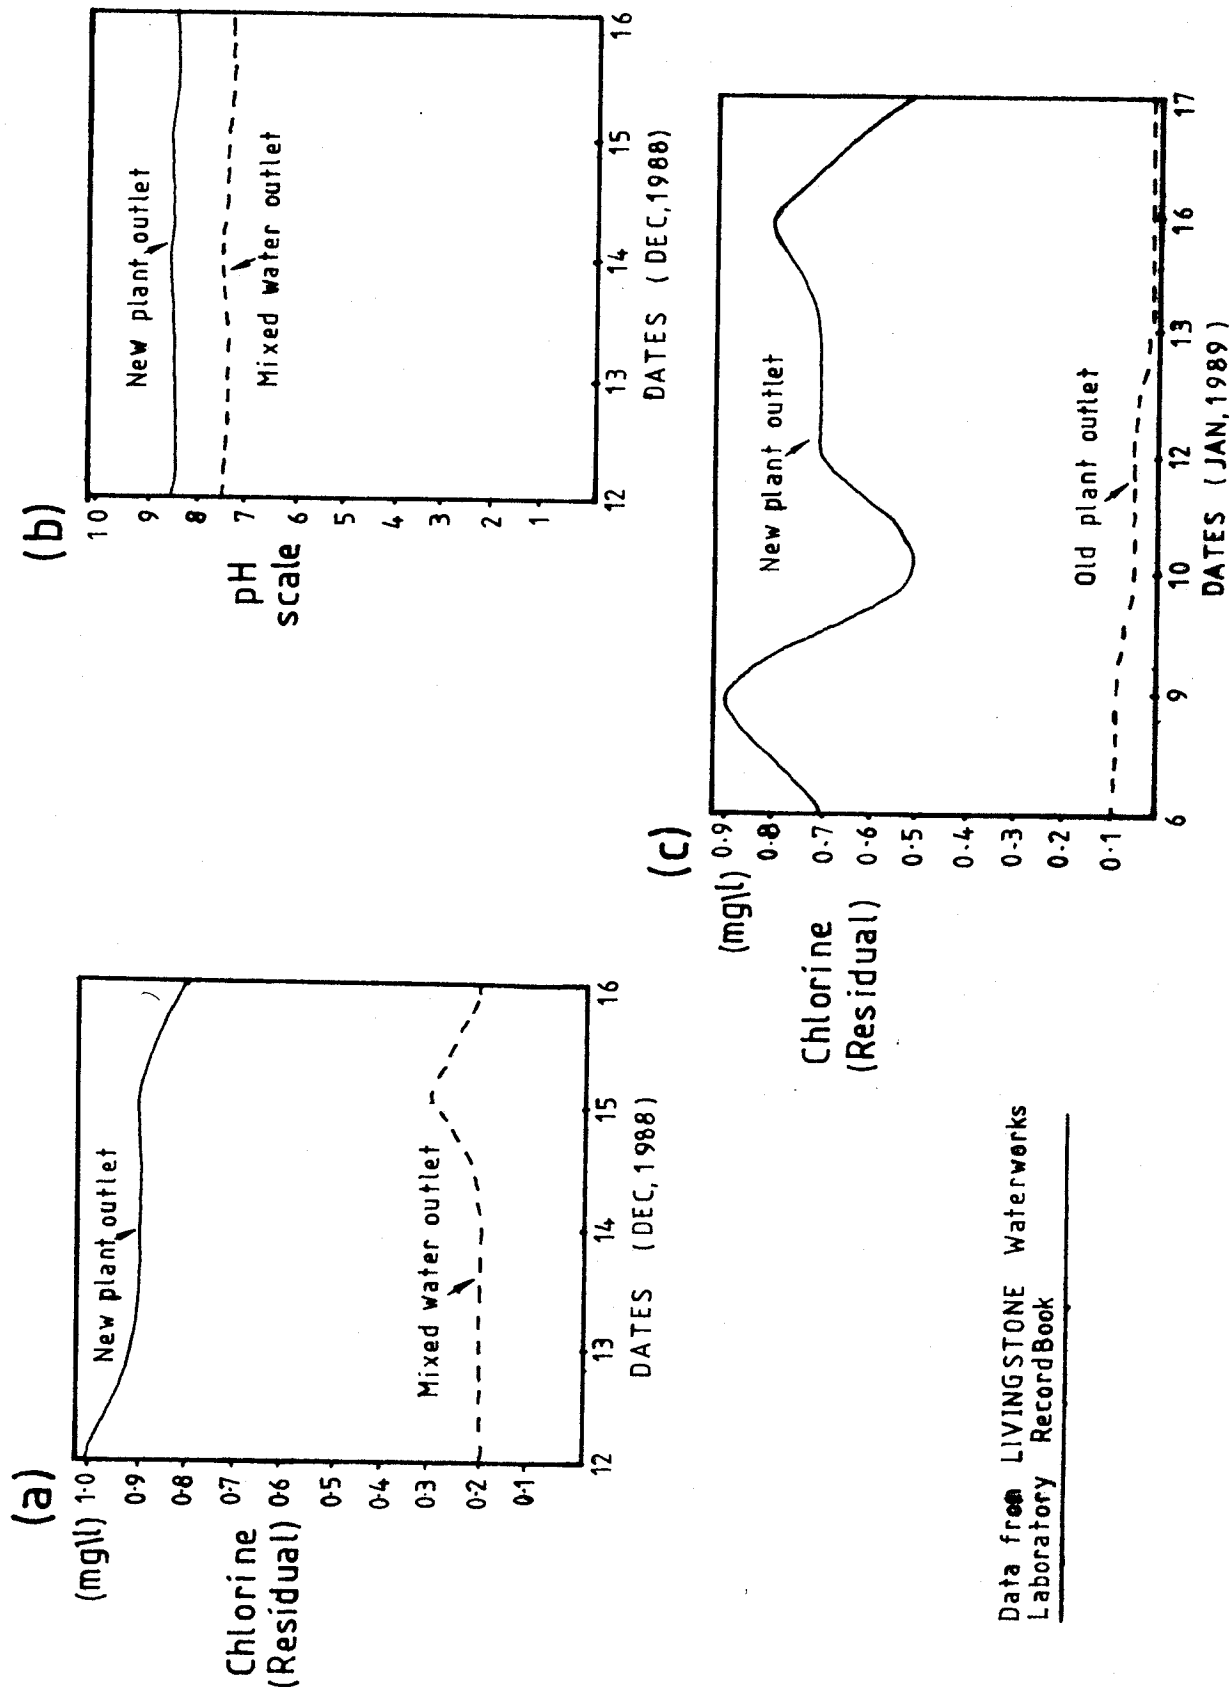 (a)
(mg\l)
1·0
0·9
0·8
0·7
0·6
0·5
0·4
0·3
0·2
0·1
Chlorine
(Residual)
New plant outlet
Mixed water outlet
12 13 14 15 16
DATES (DEC,1988)
(b)
10
9
8
7
6
5
4
3
2
1
pH
scale
New plant outlet
Mixed water outlet
12 13 14 15 16
DATES (DEC,1988)
(c)
(mg\l)
0·9
0·8
0·7
0·6
0·5
0·4
0·3
0·2
0·1
Chlorine
(Residual)
New plant outlet
Old plant outlet
6 9 10 12 13 16 17
DATES (JAN,1989)
Data from LIVINGSTONE Waterworks
Laboratory Record Book